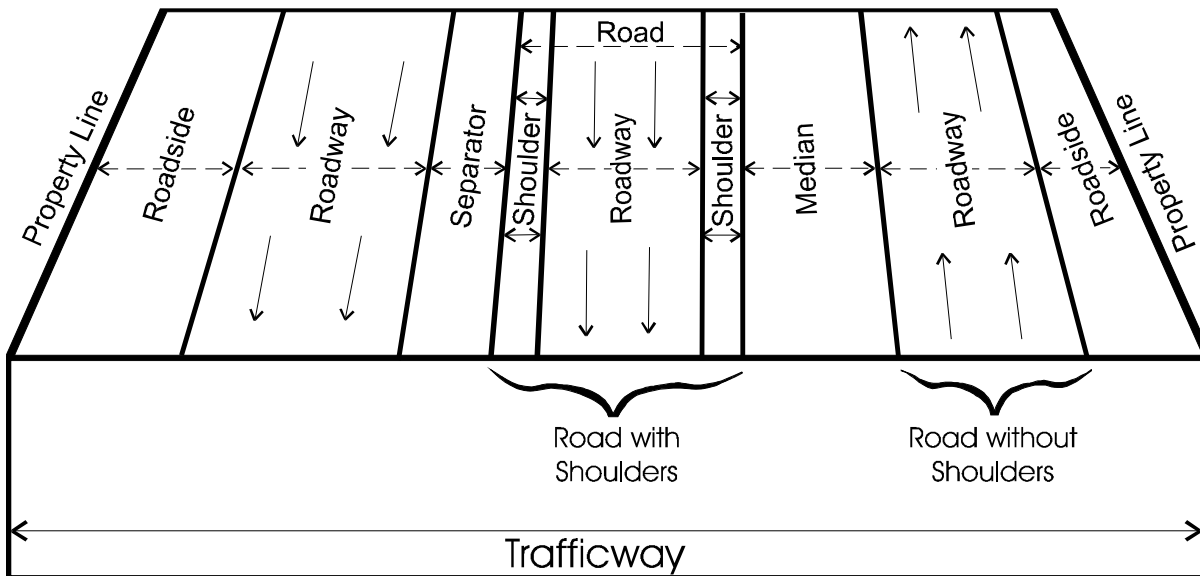 Road
Property Line
Roadside
Roadway
Separator
Shoulder
Roadway
Shoulder
Median
Roadway
Roadside
Property Line
Road with
Shoulders
Road without
Shoulders
Trafficway